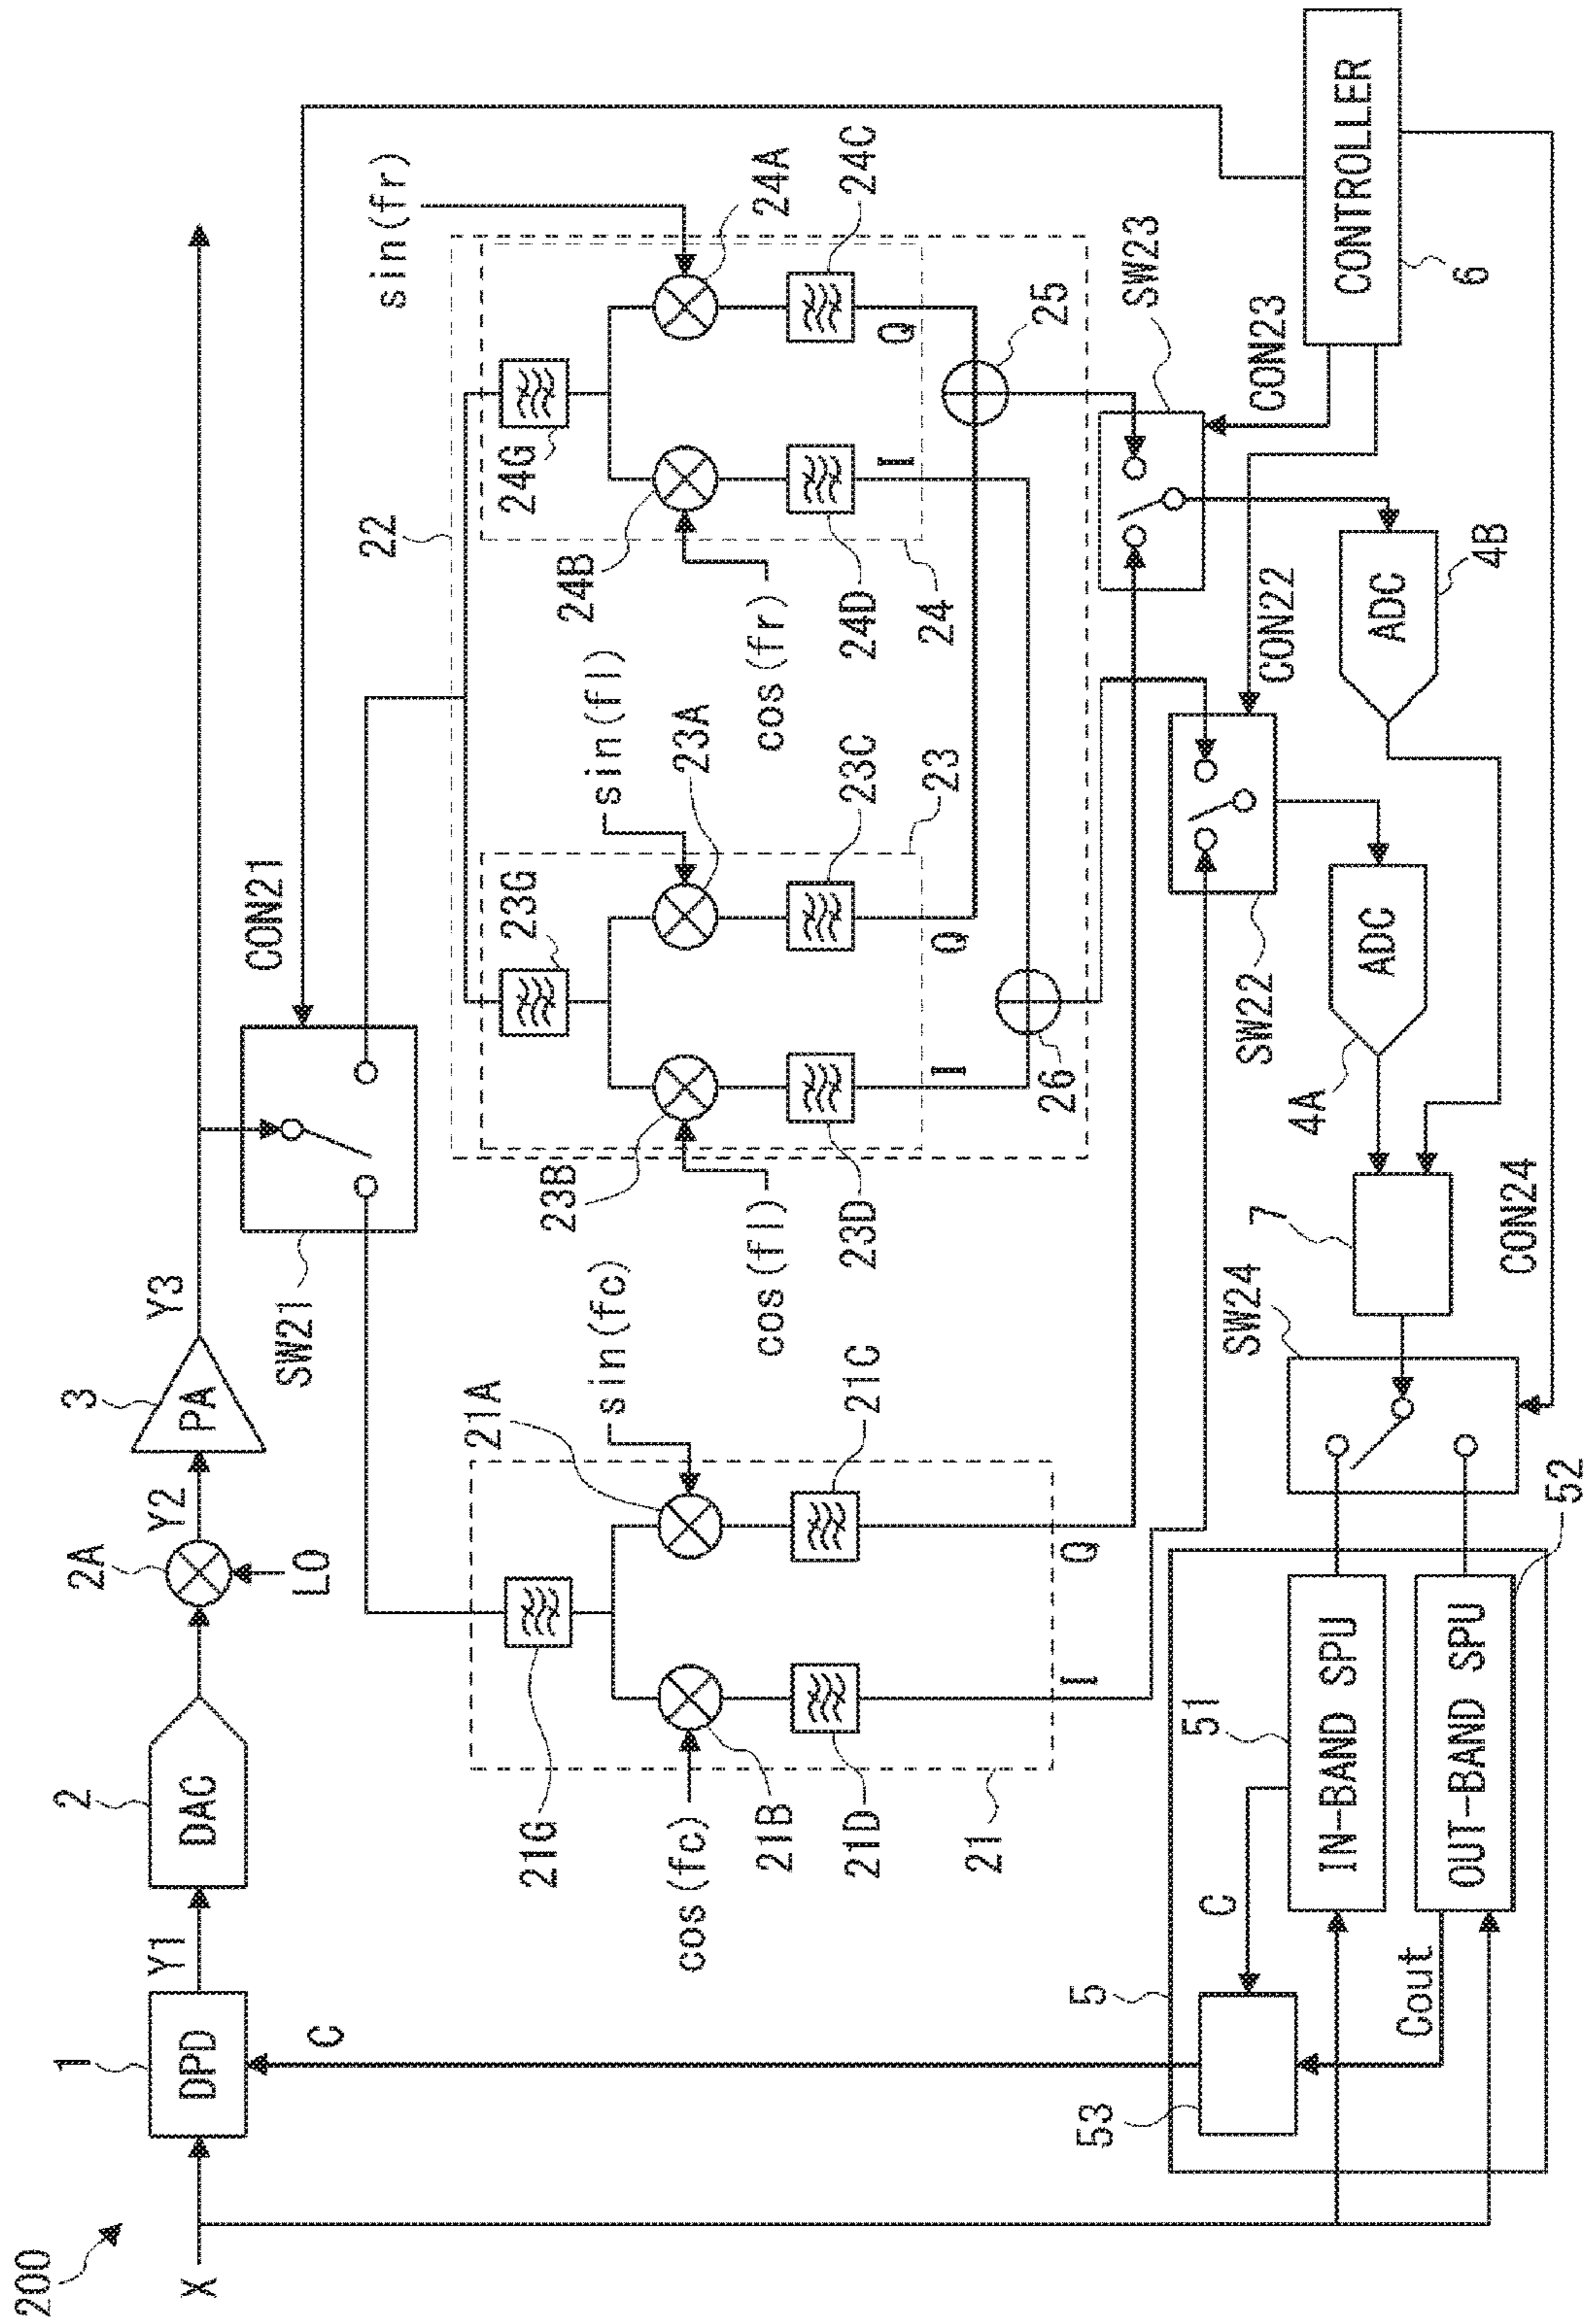 200
X
1
DPD
Y1
2
DAC
2A
LO
Y2
3
PA
Y3
SW21
CON21
C
21G
cos(fc)
21B
21D
21
21A
sin(fc)
21C
I
Q
22
23G
23B
cos(fl)
23D
sin(fl)
23A
23C
23
I
Q
24G
24B
cos(fr)
24D
24
sin(fr)
24A
24C
I
Q
25
26
SW23
CON23
SW22
CON22
CONTROLLER
6
ADC
4B
ADC
4A
7
SW24
CON24
5
53
C
Cout
51
IN-BAND SPU
OUT-BAND SPU
52